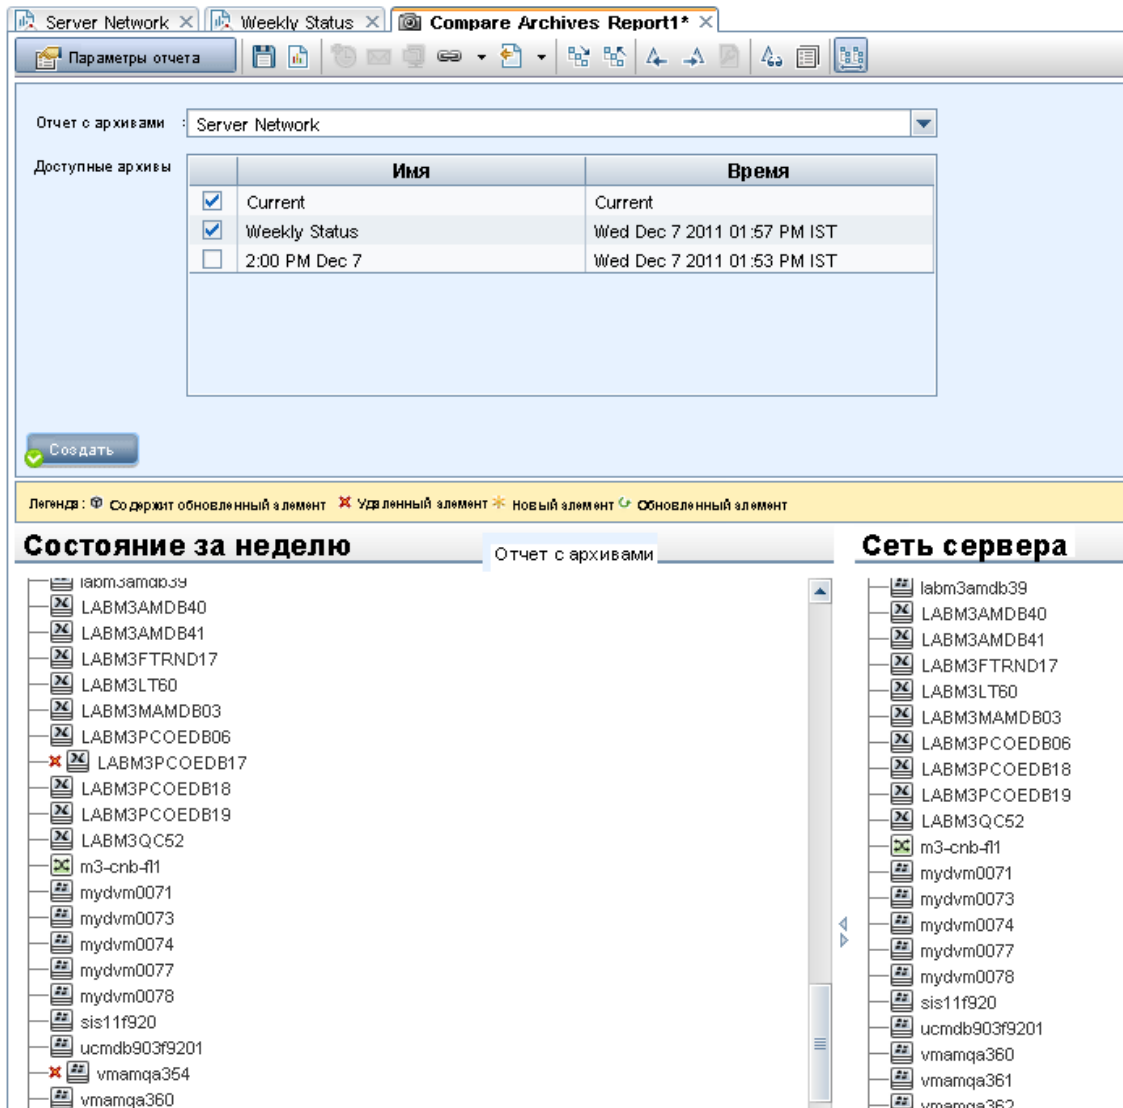 Server Network
Weekly Status
Compare Archives Report1*
Параметры отчета
Отчет с архивами :
Server Network
Доступные архивы
Имя
Время
Current
Current
Weekly Status
Wed Dec 7 2011 01:57 PM IST
2:00 PM Dec 7
Wed Dec 7 2011 01:53 PM IST
Создать
Легенда: Содержит обновленный элемент Удаленный элемент Новый элемент Обновленный элемент
Состояние за неделю
Отчет с архивами
Сеть сервера
labm3amdb39
LABM3AMDB40
LABM3AMDB41
LABM3FTRND17
LABM3LT60
LABM3MAMDB03
LABM3PCOEDB06
LABM3PCOEDB17
LABM3PCOEDB18
LABM3PCOEDB19
LABM3QC52
m3-cnb-fl1
mydvm0071
mydvm0073
mydvm0074
mydvm0077
mydvm0078
sis11f920
ucmdb903f9201
vmamqa354
vmamqa360
labm3amdb39
LABM3AMDB40
LABM3AMDB41
LABM3FTRND17
LABM3LT60
LABM3MAMDB03
LABM3PCOEDB06
LABM3PCOEDB18
LABM3PCOEDB19
LABM3QC52
m3-cnb-fl1
mydvm0071
mydvm0073
mydvm0074
mydvm0077
mydvm0078
sis11f920
ucmdb903f9201
vmamqa360
vmamqa361
vmamqa362